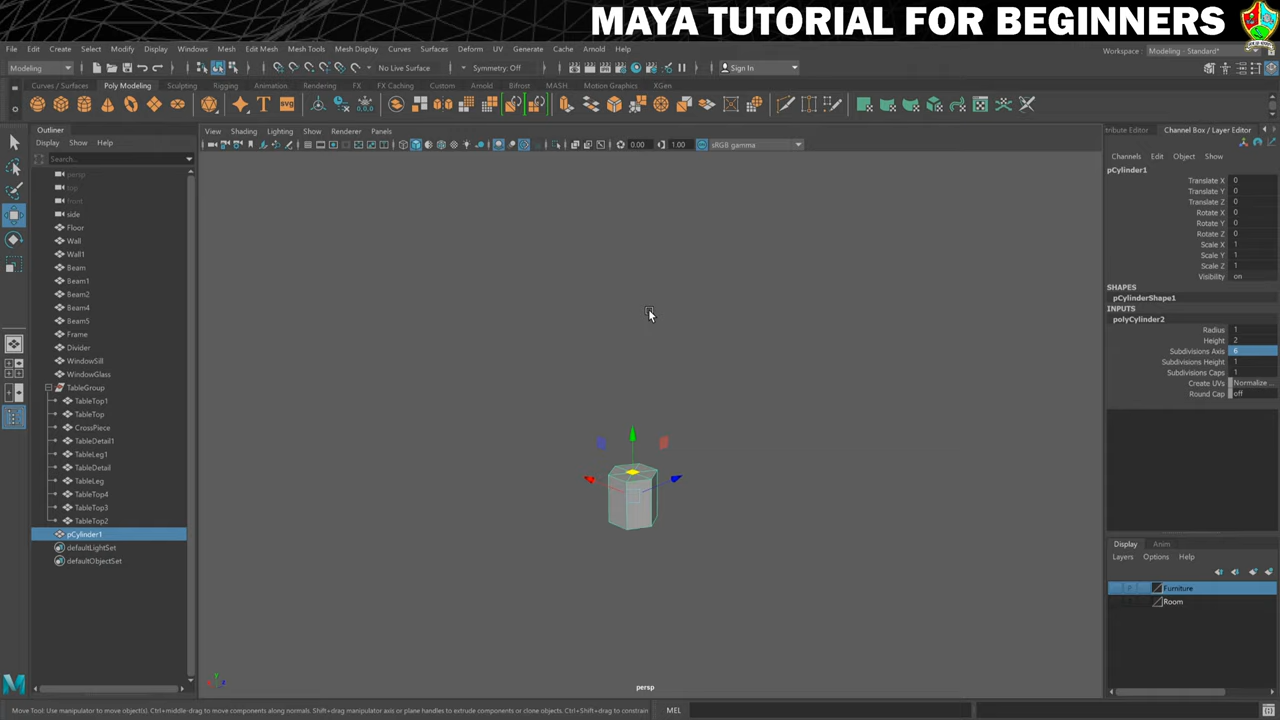 MAYA TUTORIAL FOR BEGINNERS
File Edit Create Select Modify Display Windows Mesh Edit Mesh Mesh Tools Mesh Display Curves Surfaces Deform UV Generate Cache Arnold Help
Workspace : Modeling - Standard*
Modeling
No Live Surface
Symmetry: Off
Sign In
Curves / Surfaces Poly Modeling Sculpting Rigging Animation Rendering FX FX Caching Custom Arnold Bifrost MASH Motion Graphics XGen
Outliner
Display Show Help
Search...
persp
top
front
side
Floor
Wall
Wall1
Beam
Beam1
Beam2
Beam4
Beam5
Frame
Divider
WindowSill
WindowGlass
TableGroup
TableTop1
TableTop
CrossPiece
TableDetail1
TableLeg1
TableDetail
TableLeg
TableTop4
TableTop3
TableTop2
pCylinder1
defaultLightSet
defaultObjectSet
View Shading Lighting Show Renderer Panels
0.00 1.00 sRGB gamma
persp
tribute Editor Channel Box / Layer Editor
Channels Edit Object Show
pCylinder1
Translate X 0
Translate Y 0
Translate Z 0
Rotate X 0
Rotate Y 0
Rotate Z 0
Scale X 1
Scale Y 1
Scale Z 1
Visibility on
SHAPES
pCylinderShape1
INPUTS
polyCylinder2
Radius 1
Height 2
Subdivisions Axis 6
Subdivisions Height 1
Subdivisions Caps 1
Create UVs Normalize ...
Round Cap off
Display Anim
Layers Options Help
Furniture
Room
Move Tool: Use manipulator to move object(s). Ctrl+middle-drag to move components along normals. Shift+drag manipulator axis or plane handles to extrude components or clone objects. Ctrl+Shift+drag to constrain
MEL